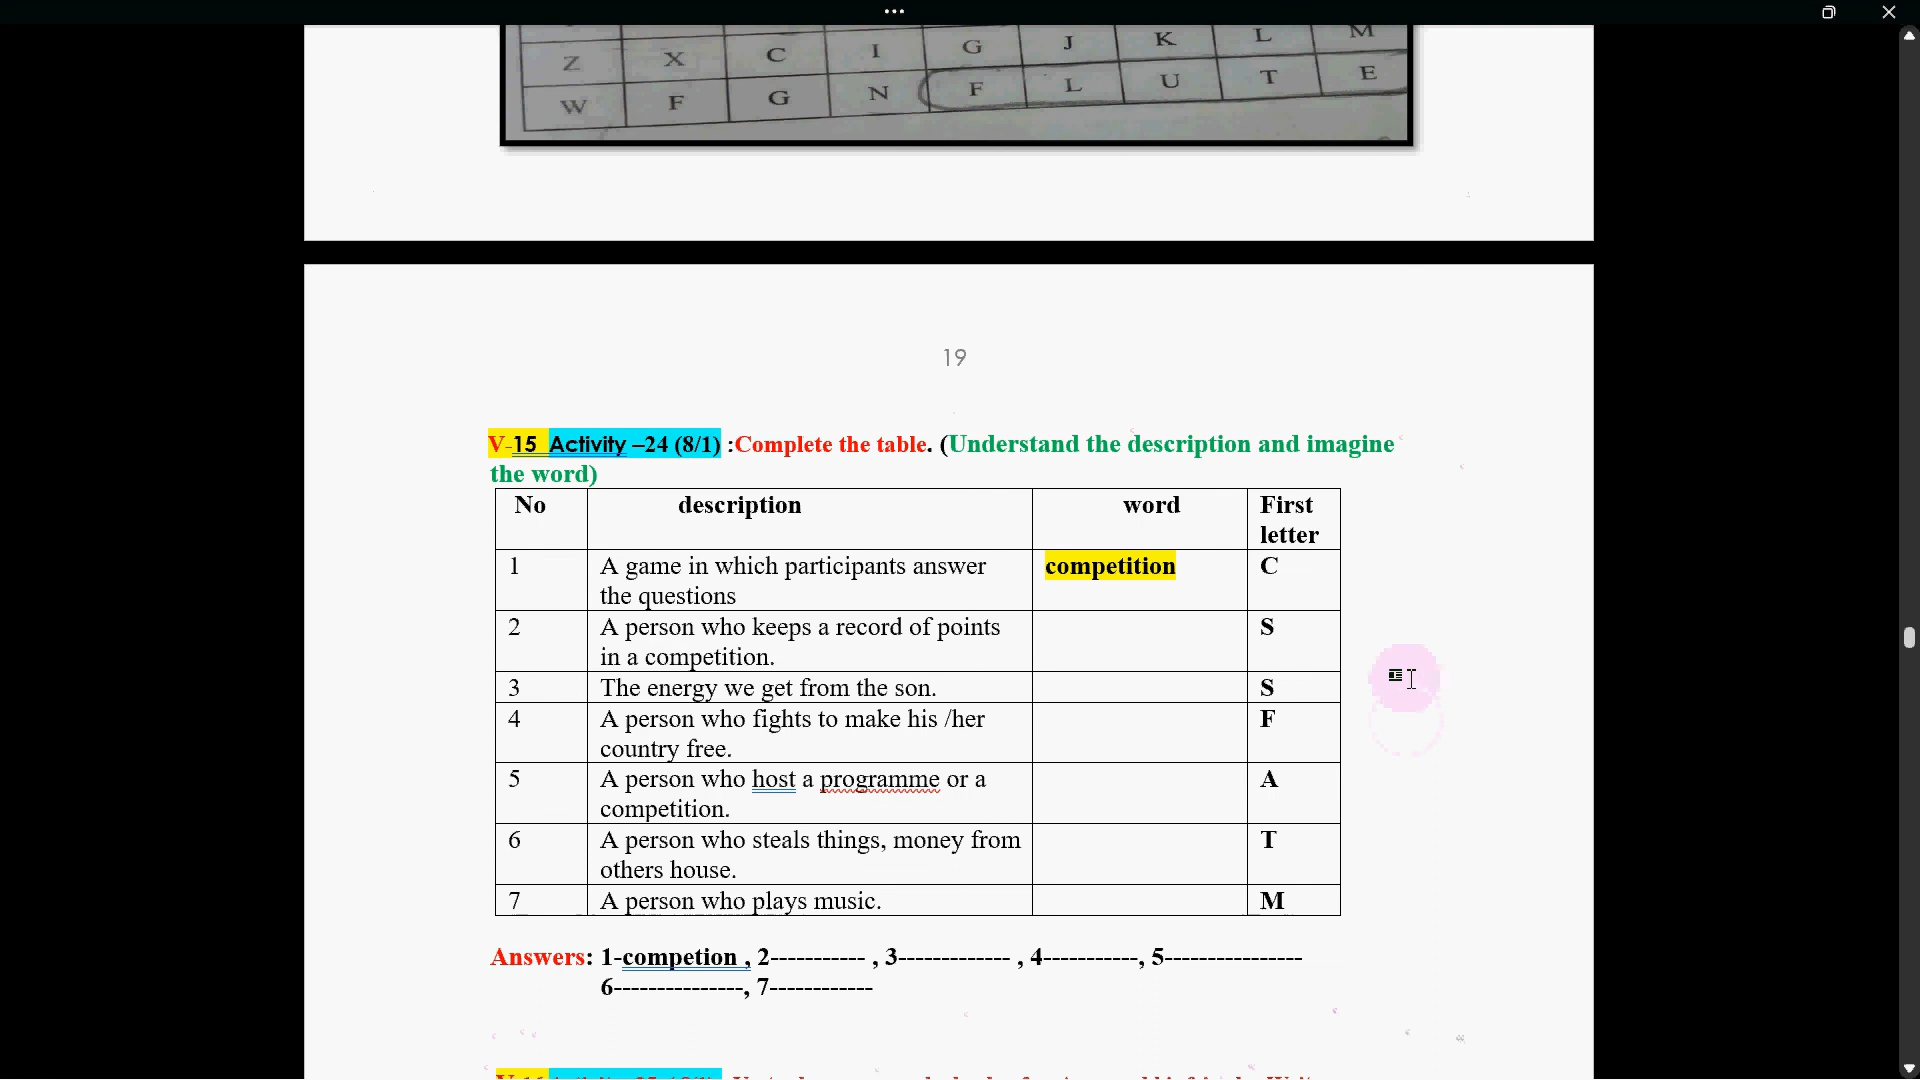 Z X C I G J K L M
W F G N F L U T E
19
V-15 Activity –24 (8/1) :Complete the table. (Understand the description and imagine
the word)
No description word First
letter
1 A game in which participants answer competition C
the questions
2 A person who keeps a record of points S
in a competition.
3 The energy we get from the son. S
4 A person who fights to make his /her F
country free.
5 A person who host a programme or a A
competition.
6 A person who steals things, money from T
others house.
7 A person who plays music. M
Answers: 1-competion , 2----------- , 3------------- , 4-----------, 5----------------
6---------------, 7------------